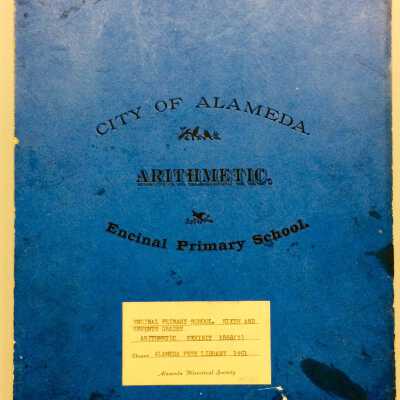 CITY OF ALAMEDA.
ARITHMETIC.
Encinal Primary School.
ENCINAL PRIMARY SCHOOL. SIXTH AND
SEVENTH GRADES
ARITHMETIC EXHIBIT
Donor ALAMEDA FREE LIBRARY 1951
Alameda Historical Society